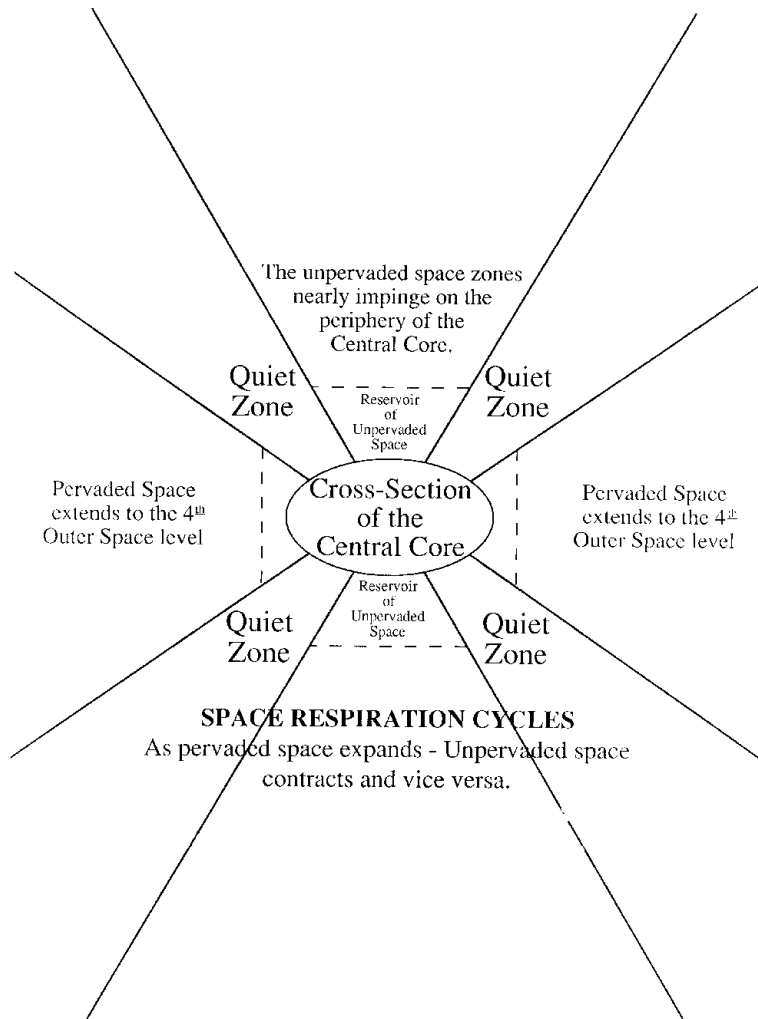 The unpervaded space zones
nearly impinge on the
periphery of the
Central Core.
Quiet
Zone
Quiet
Zone
Reservoir
of
Unpervaded
Space
Pervaded Space
extends to the 4th
Outer Space level
Cross-Section
of the
Central Core
Pervaded Space
extends to the 4th
Outer Space level
Reservoir
of
Unpervaded
Space
Quiet
Zone
Quiet
Zone
SPACE RESPIRATION CYCLES
As pervaded space expands - Unpervaded space
contracts and vice versa.